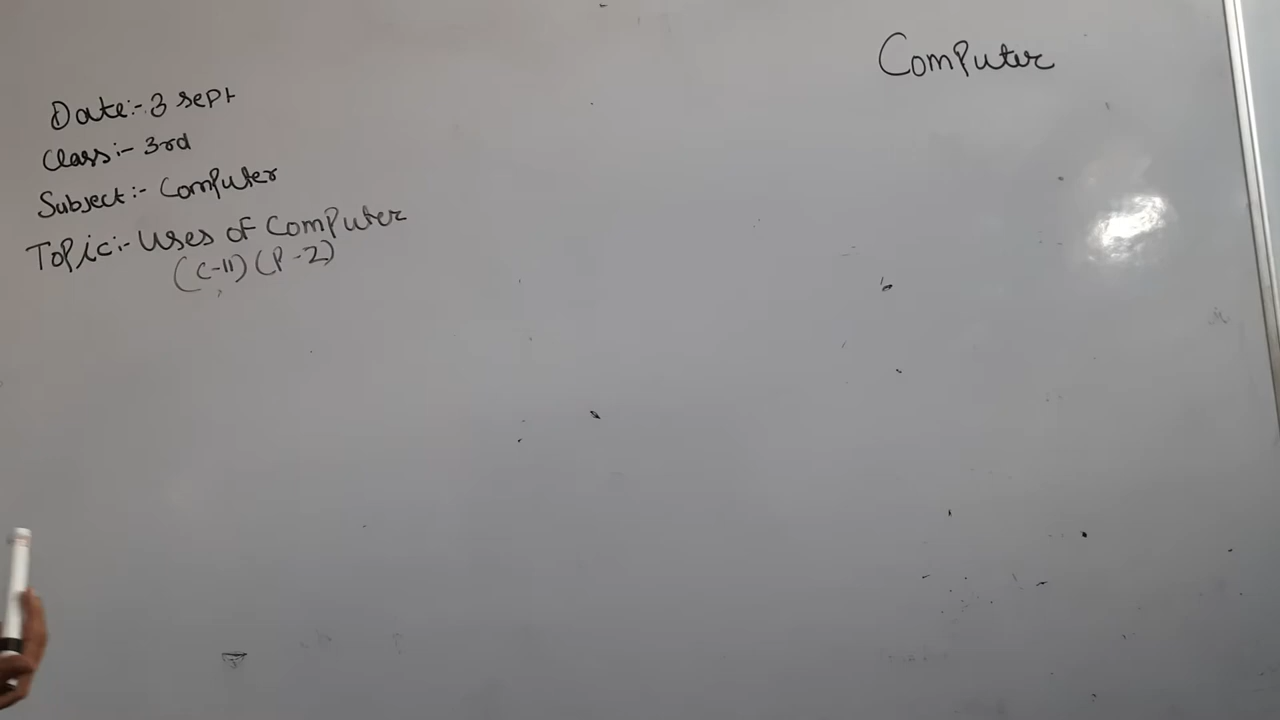 Computer
Date:- 3 sept
Class:- 3rd
Subject:- Computer
Topic:- Uses of Computer
(C-11) (P-2)